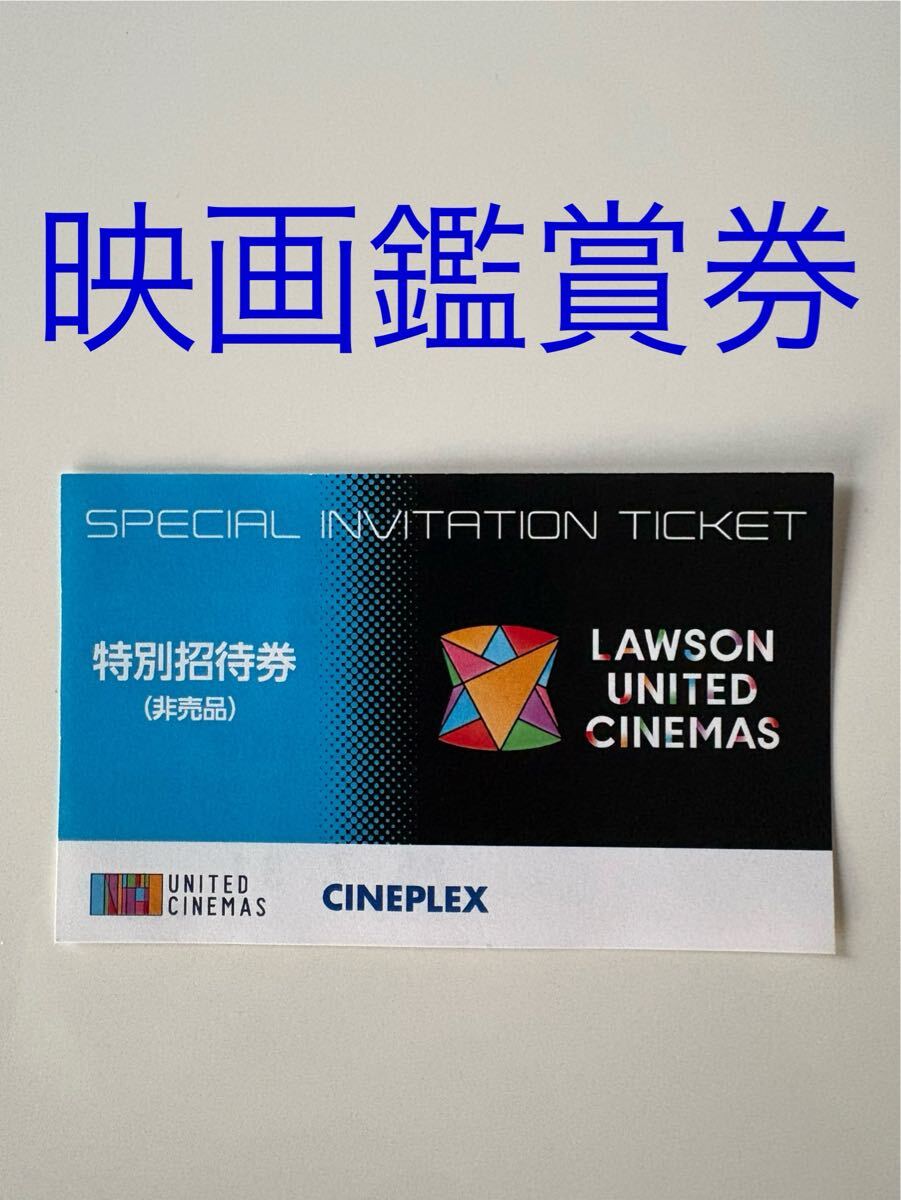 映画鑑賞券
SPECIAL INVITATION TICKET
特別招待券
(非売品)
LAWSON
UNITED
CINEMAS
UNITED
CINEMAS
CINEPLEX